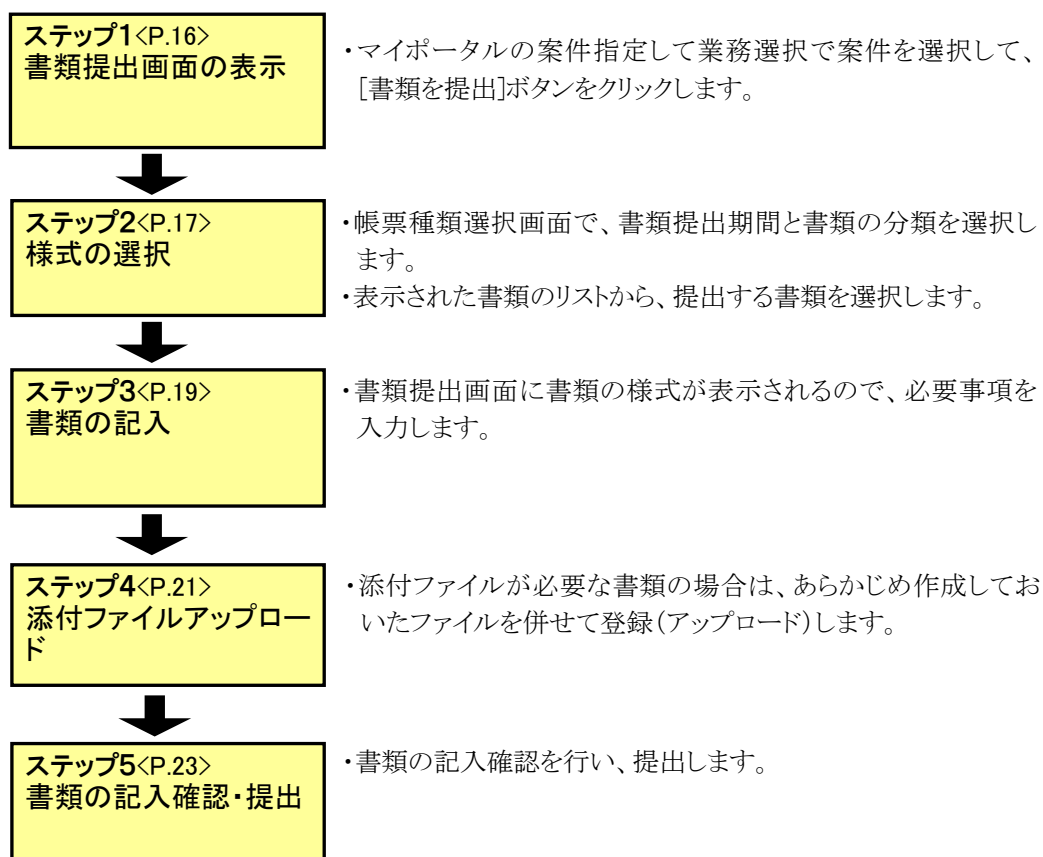 ステップ1<P.16>
書類提出画面の表示
・マイポータルの案件指定して業務選択で案件を選択して、
[書類を提出]ボタンをクリックします。
ステップ2<P.17>
様式の選択
・帳票種類選択画面で、書類提出期間と書類の分類を選択し
ます。
・表示された書類のリストから、提出する書類を選択します。
ステップ3<P.19>
書類の記入
・書類提出画面に書類の様式が表示されるので、必要事項を
入力します。
ステップ4<P.21>
添付ファイルアップロー
ド
・添付ファイルが必要な書類の場合は、あらかじめ作成してお
いたファイルを併せて登録(アップロード)します。
ステップ5<P.23>
書類の記入確認・提出
・書類の記入確認を行い、提出します。